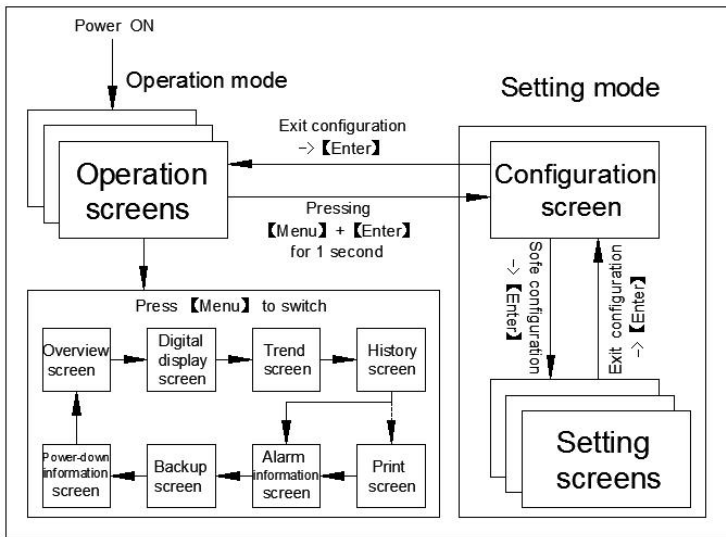 Power ON
Operation mode
Setting mode
Exit configuration
->【Enter】
Operation
screens
Configuration
screen
Pressing
【Menu】+【Enter】
for 1 second
Sofe configuration
->【Enter】
Exit configuration
->【Enter】
Press 【Menu】 to switch
Overview
screen
Digital
display
screen
Trend
screen
History
screen
Power-down
information
screen
Backup
screen
Alarm
information
screen
Print
screen
Setting
screens